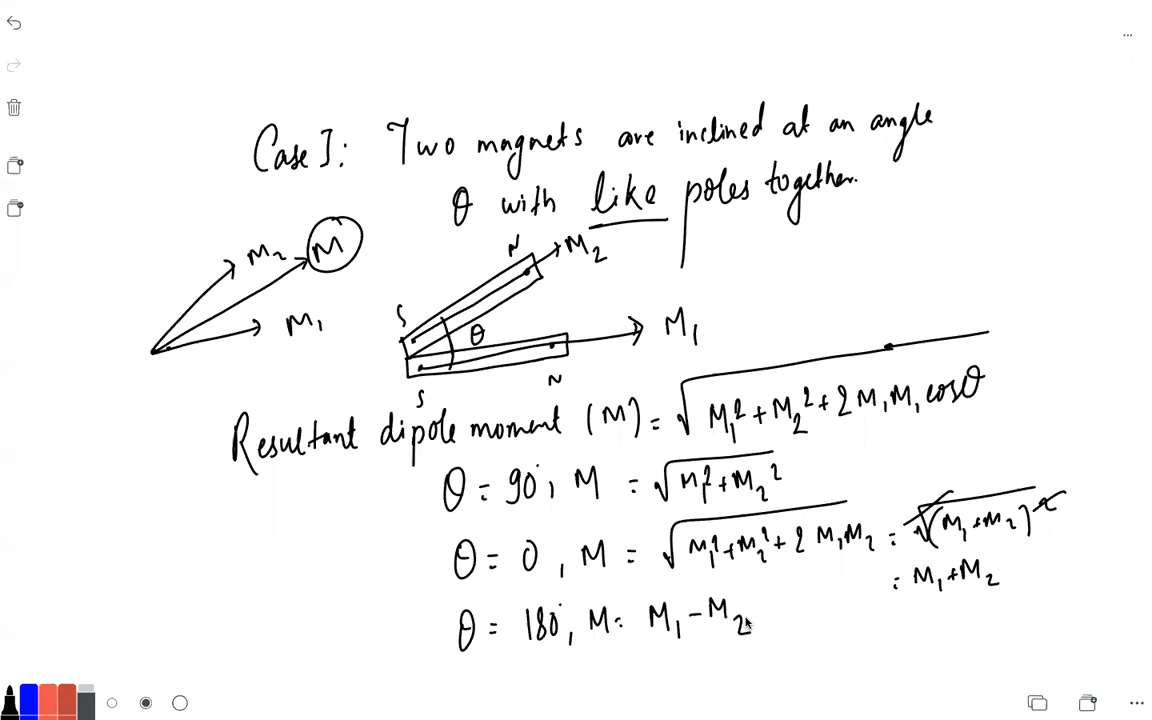 Case I: Two magnets are inclined at an angle
θ with like poles together.
M₂ M
M₁
N M₂
S θ
M₁
S N
Resultant dipole moment (M) = √(M₁² + M₂² + 2M₁M₁ cosθ)
θ = 90°, M = √(M₁² + M₂²)
θ = 0, M = √(M₁² + M₂² + 2M₁M₂) = √(M₁ + M₂)²
= M₁ + M₂
θ = 180°, M = M₁ − M₂